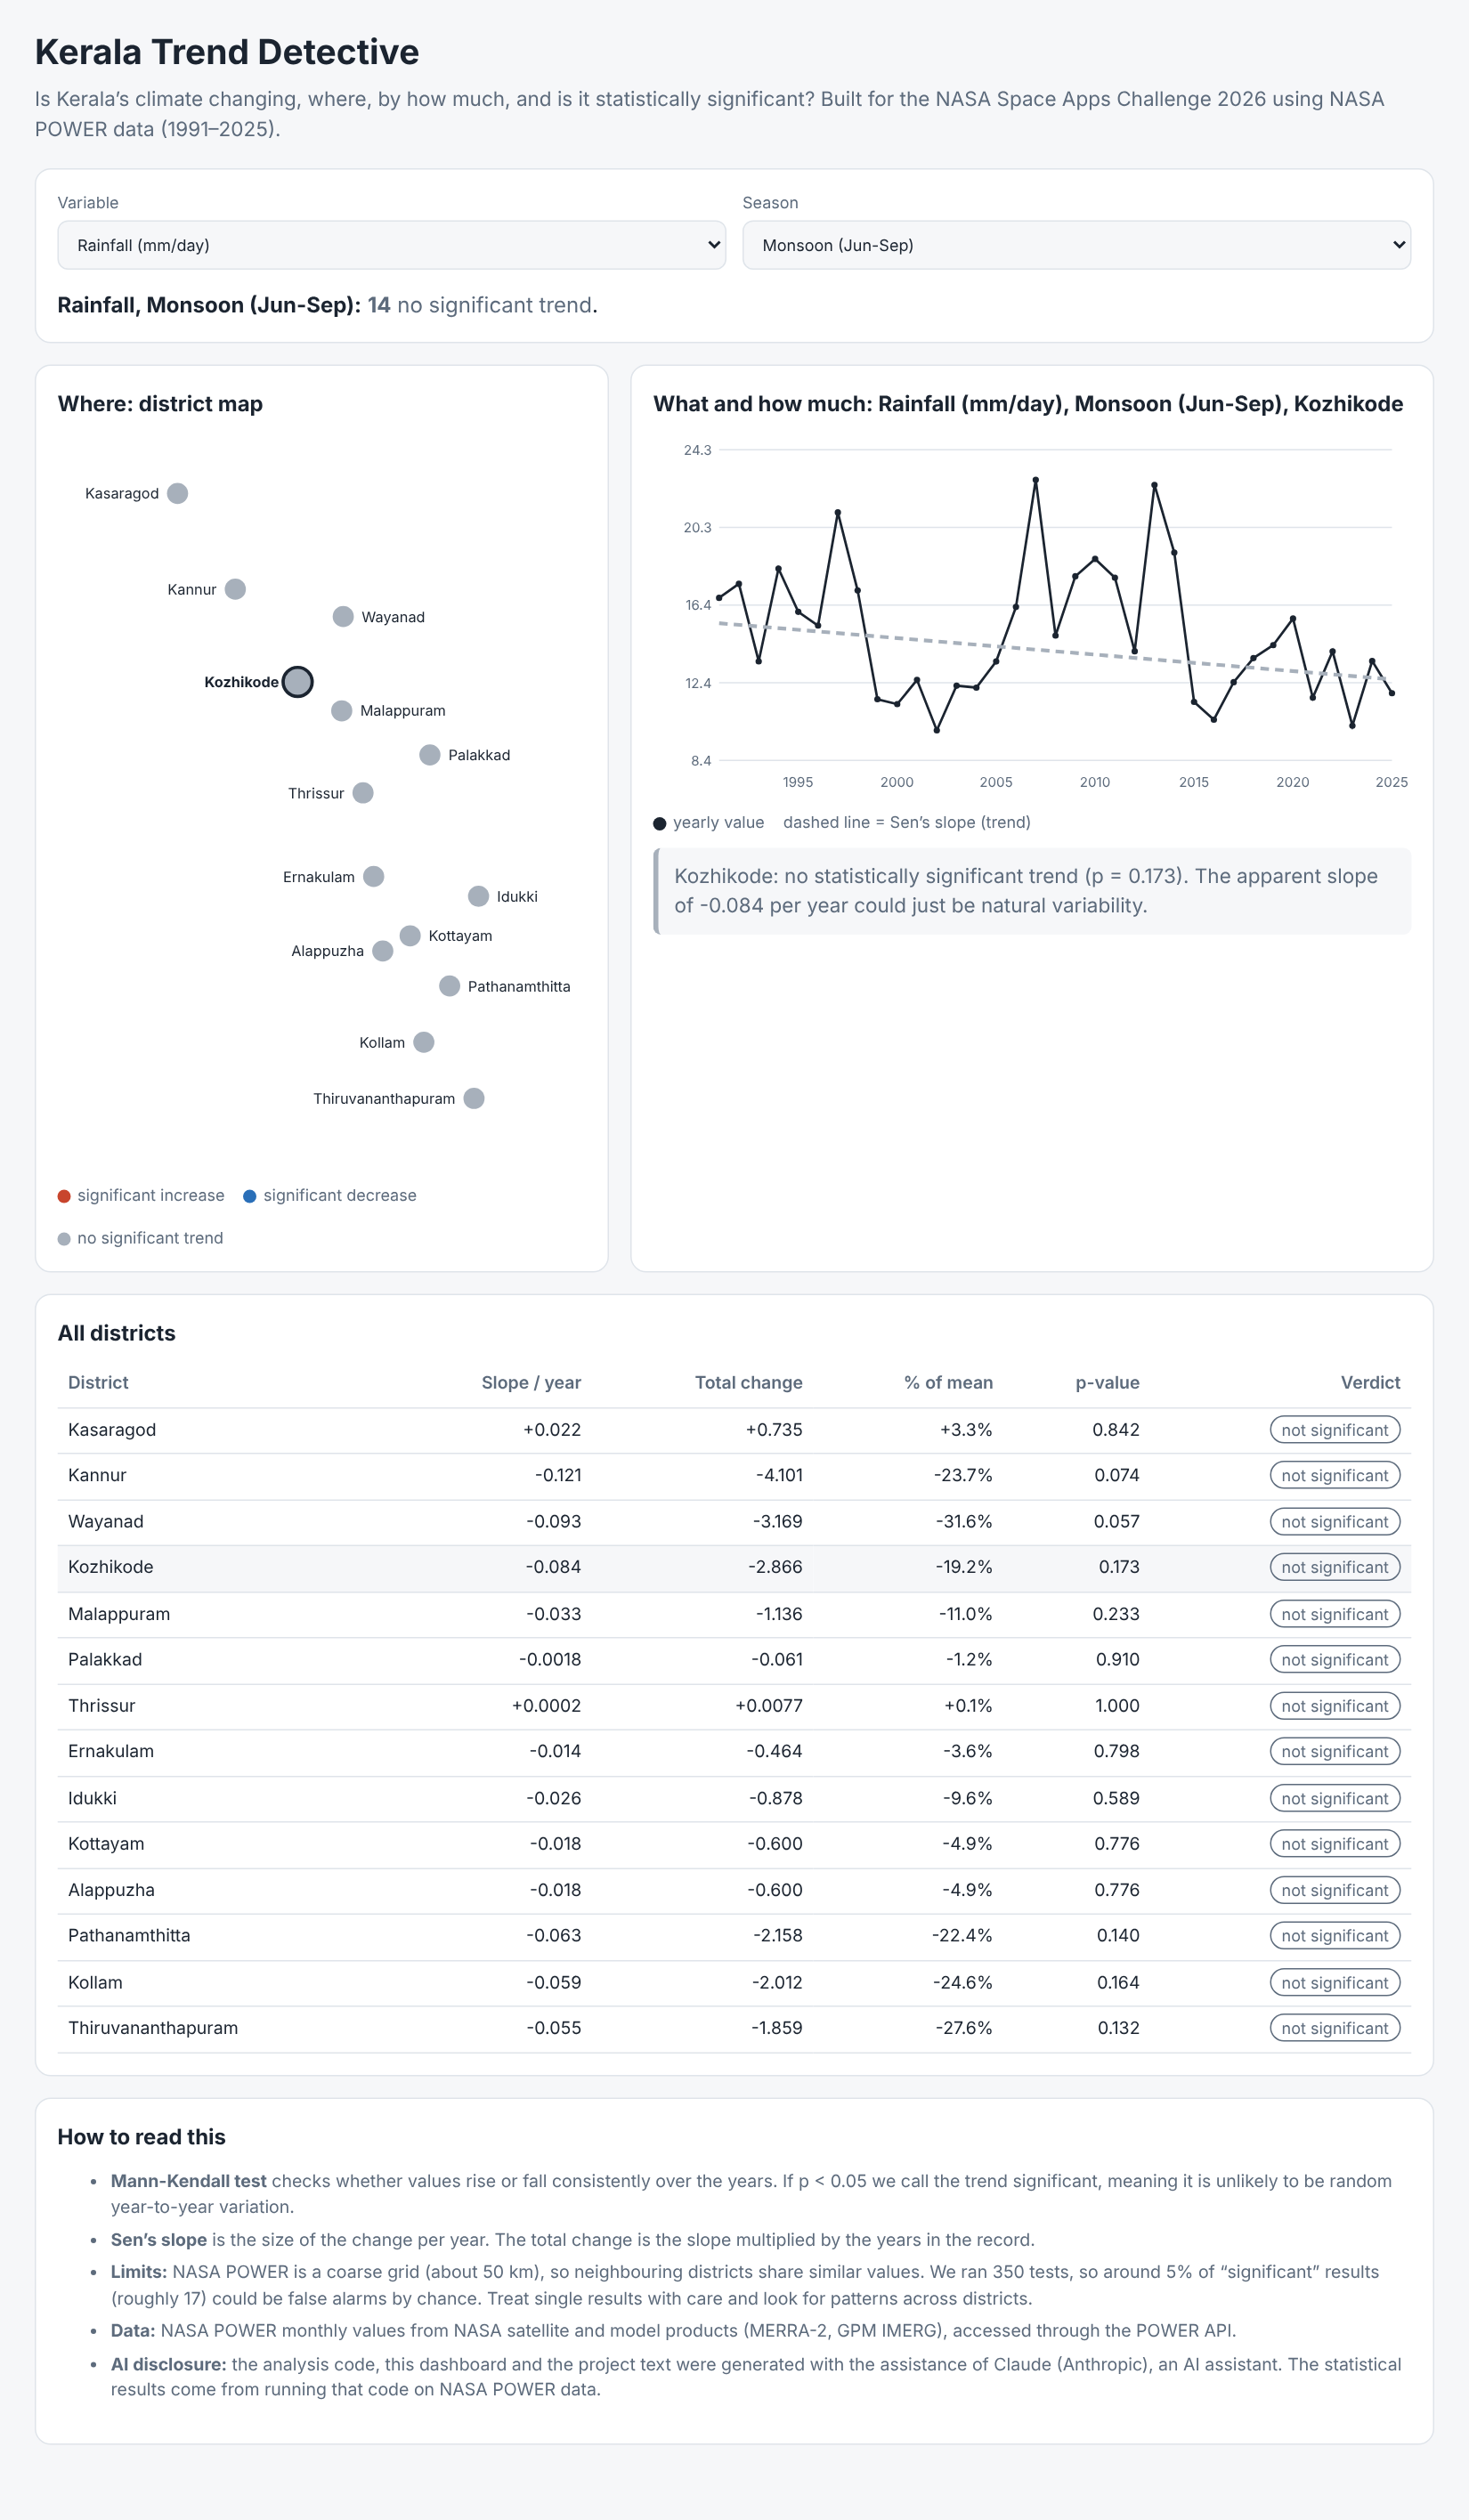 Kerala Trend Detective
Is Kerala’s climate changing, where, by how much, and is it statistically significant? Built for the NASA Space Apps Challenge 2026 using NASA
POWER data (1991–2025).
Variable
Season
Rainfall (mm/day)
Monsoon (Jun-Sep)
Rainfall, Monsoon (Jun-Sep): 14 no significant trend.
Where: district map
Kasaragod
Kannur
Wayanad
Kozhikode
Malappuram
Palakkad
Thrissur
Ernakulam
Idukki
Kottayam
Alappuzha
Pathanamthitta
Kollam
Thiruvananthapuram
significant increase significant decrease
no significant trend
What and how much: Rainfall (mm/day), Monsoon (Jun-Sep), Kozhikode
24.3
20.3
16.4
12.4
8.4
1995 2000 2005 2010 2015 2020 2025
yearly value dashed line = Sen’s slope (trend)
Kozhikode: no statistically significant trend (p = 0.173). The apparent slope
of -0.084 per year could just be natural variability.
All districts
District Slope / year Total change % of mean p-value Verdict
Kasaragod +0.022 +0.735 +3.3% 0.842 not significant
Kannur -0.121 -4.101 -23.7% 0.074 not significant
Wayanad -0.093 -3.169 -31.6% 0.057 not significant
Kozhikode -0.084 -2.866 -19.2% 0.173 not significant
Malappuram -0.033 -1.136 -11.0% 0.233 not significant
Palakkad -0.0018 -0.061 -1.2% 0.910 not significant
Thrissur +0.0002 +0.0077 +0.1% 1.000 not significant
Ernakulam -0.014 -0.464 -3.6% 0.798 not significant
Idukki -0.026 -0.878 -9.6% 0.589 not significant
Kottayam -0.018 -0.600 -4.9% 0.776 not significant
Alappuzha -0.018 -0.600 -4.9% 0.776 not significant
Pathanamthitta -0.063 -2.158 -22.4% 0.140 not significant
Kollam -0.059 -2.012 -24.6% 0.164 not significant
Thiruvananthapuram -0.055 -1.859 -27.6% 0.132 not significant
How to read this
• Mann-Kendall test checks whether values rise or fall consistently over the years. If p < 0.05 we call the trend significant, meaning it is unlikely to be random
year-to-year variation.
• Sen’s slope is the size of the change per year. The total change is the slope multiplied by the years in the record.
• Limits: NASA POWER is a coarse grid (about 50 km), so neighbouring districts share similar values. We ran 350 tests, so around 5% of “significant” results
(roughly 17) could be false alarms by chance. Treat single results with care and look for patterns across districts.
• Data: NASA POWER monthly values from NASA satellite and model products (MERRA-2, GPM IMERG), accessed through the POWER API.
• AI disclosure: the analysis code, this dashboard and the project text were generated with the assistance of Claude (Anthropic), an AI assistant. The statistical
results come from running that code on NASA POWER data.